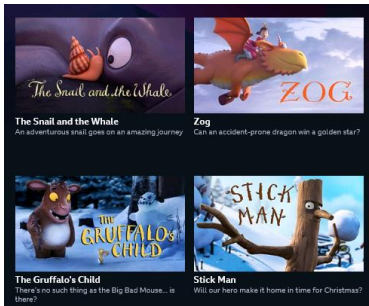 The Snail and the Whale
ZOG
The Snail and the Whale
An adventurous snail goes on an amazing journey
Zog
Can an accident-prone dragon win a golden star?
THE
GRUFFALO'S
CHILD
STICK
MAN
The Gruffalo's Child
There's no such thing as the Big Bad Mouse... is
there?
Stick Man
Will our hero make it home in time for Christmas?